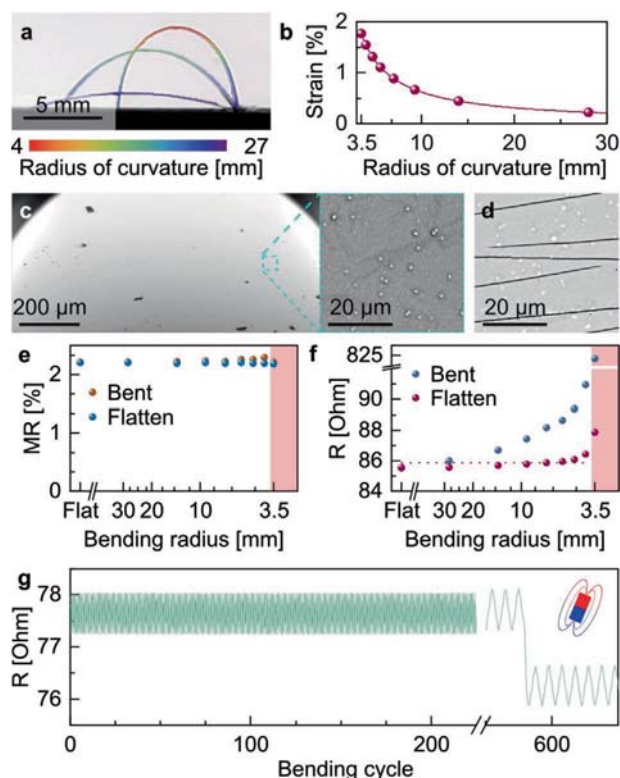 a
5 mm
4 27
Radius of curvature [mm]
b
Strain [%]
2
1
0
3.5 10 20 30
Radius of curvature [mm]
c
200 µm
20 µm
d
20 µm
e
MR [%]
2
0
Bent
Flatten
Flat 30 20 10 3.5
Bending radius [mm]
f
R [Ohm]
825
90
88
86
84
Bent
Flatten
Flat 30 20 10 3.5
Bending radius [mm]
g
R [Ohm]
78
77
76
0 100 200 600
Bending cycle